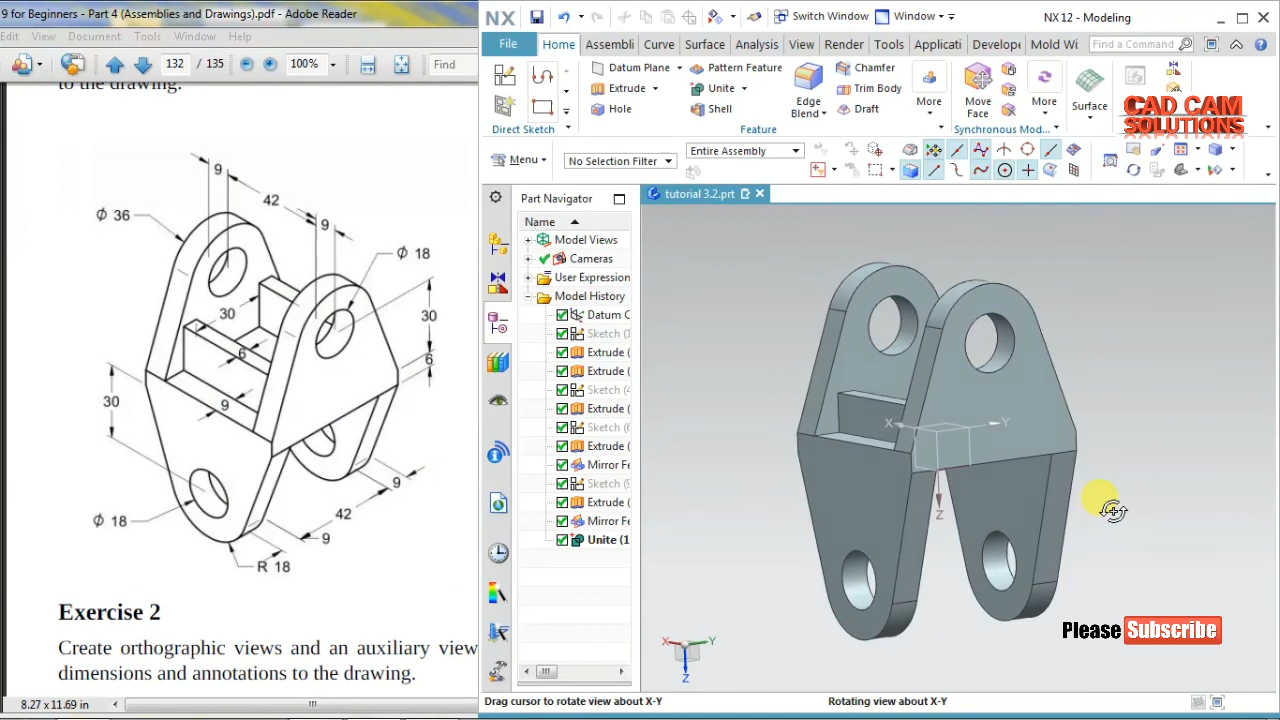 9 for Beginners - Part 4 (Assemblies and Drawings).pdf - Adobe Reader
Edit View Document Tools Window Help
132 / 135 100% Find
to the drawing.
9
42
9
Φ 36
Φ 18
30
30
6
6
9
30
Φ 18
9
42
9
R 18
Exercise 2
Create orthographic views and an auxiliary view
dimensions and annotations to the drawing.
8.27 x 11.69 in
NX Switch Window Window NX 12 - Modeling
File Home Assembli Curve Surface Analysis View Render Tools Applicati Develope Mold Wi Find a Command
Datum Plane Pattern Feature Chamfer
Extrude Unite Trim Body
Hole Shell Draft
Edge Blend More Move Face More Surface
Direct Sketch Feature Synchronous Mod...
CAD CAM
SOLUTIONS
Menu No Selection Filter Entire Assembly
Part Navigator
tutorial 3.2.prt
Name
Model Views
Cameras
User Expression
Model History
Datum C
Sketch (1
Extrude (
Extrude (
Sketch (4
Extrude (
Sketch (6
Extrude (
Mirror Fe
Sketch (9
Extrude (
Mirror Fe
Unite (1
X Y
Z
X Y
Z
Please Subscribe
Drag cursor to rotate view about X-Y Rotating view about X-Y